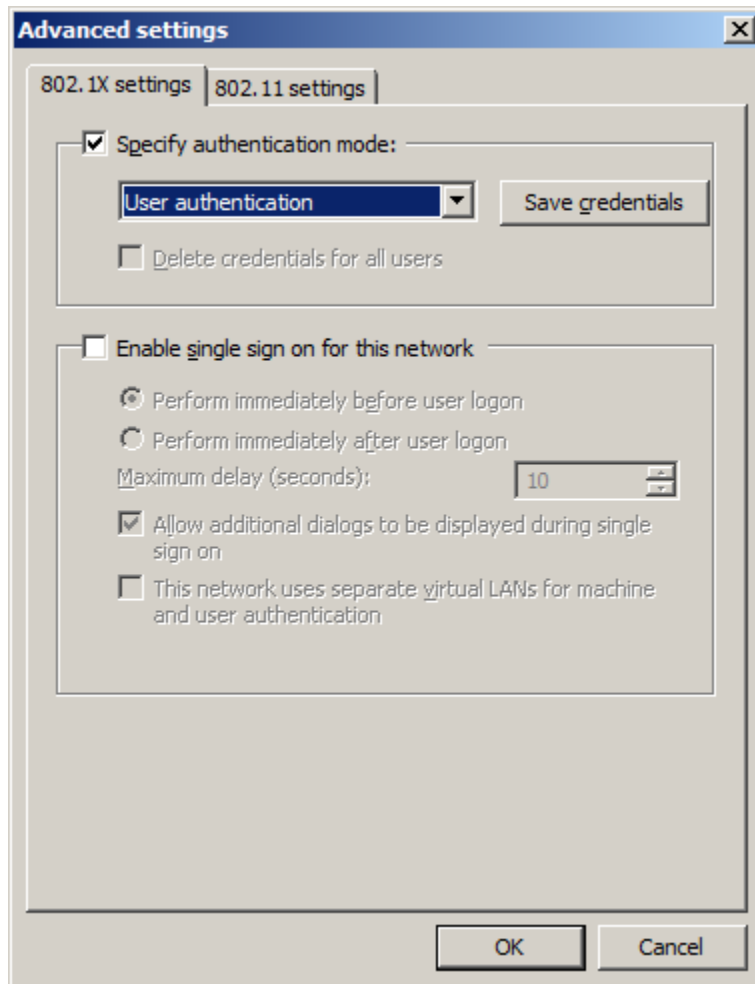 Advanced settings
802.1X settings
802.11 settings
Specify authentication mode:
User authentication
Save credentials
Delete credentials for all users
Enable single sign on for this network
Perform immediately before user logon
Perform immediately after user logon
Maximum delay (seconds):
10
Allow additional dialogs to be displayed during single
sign on
This network uses separate virtual LANs for machine
and user authentication
OK
Cancel